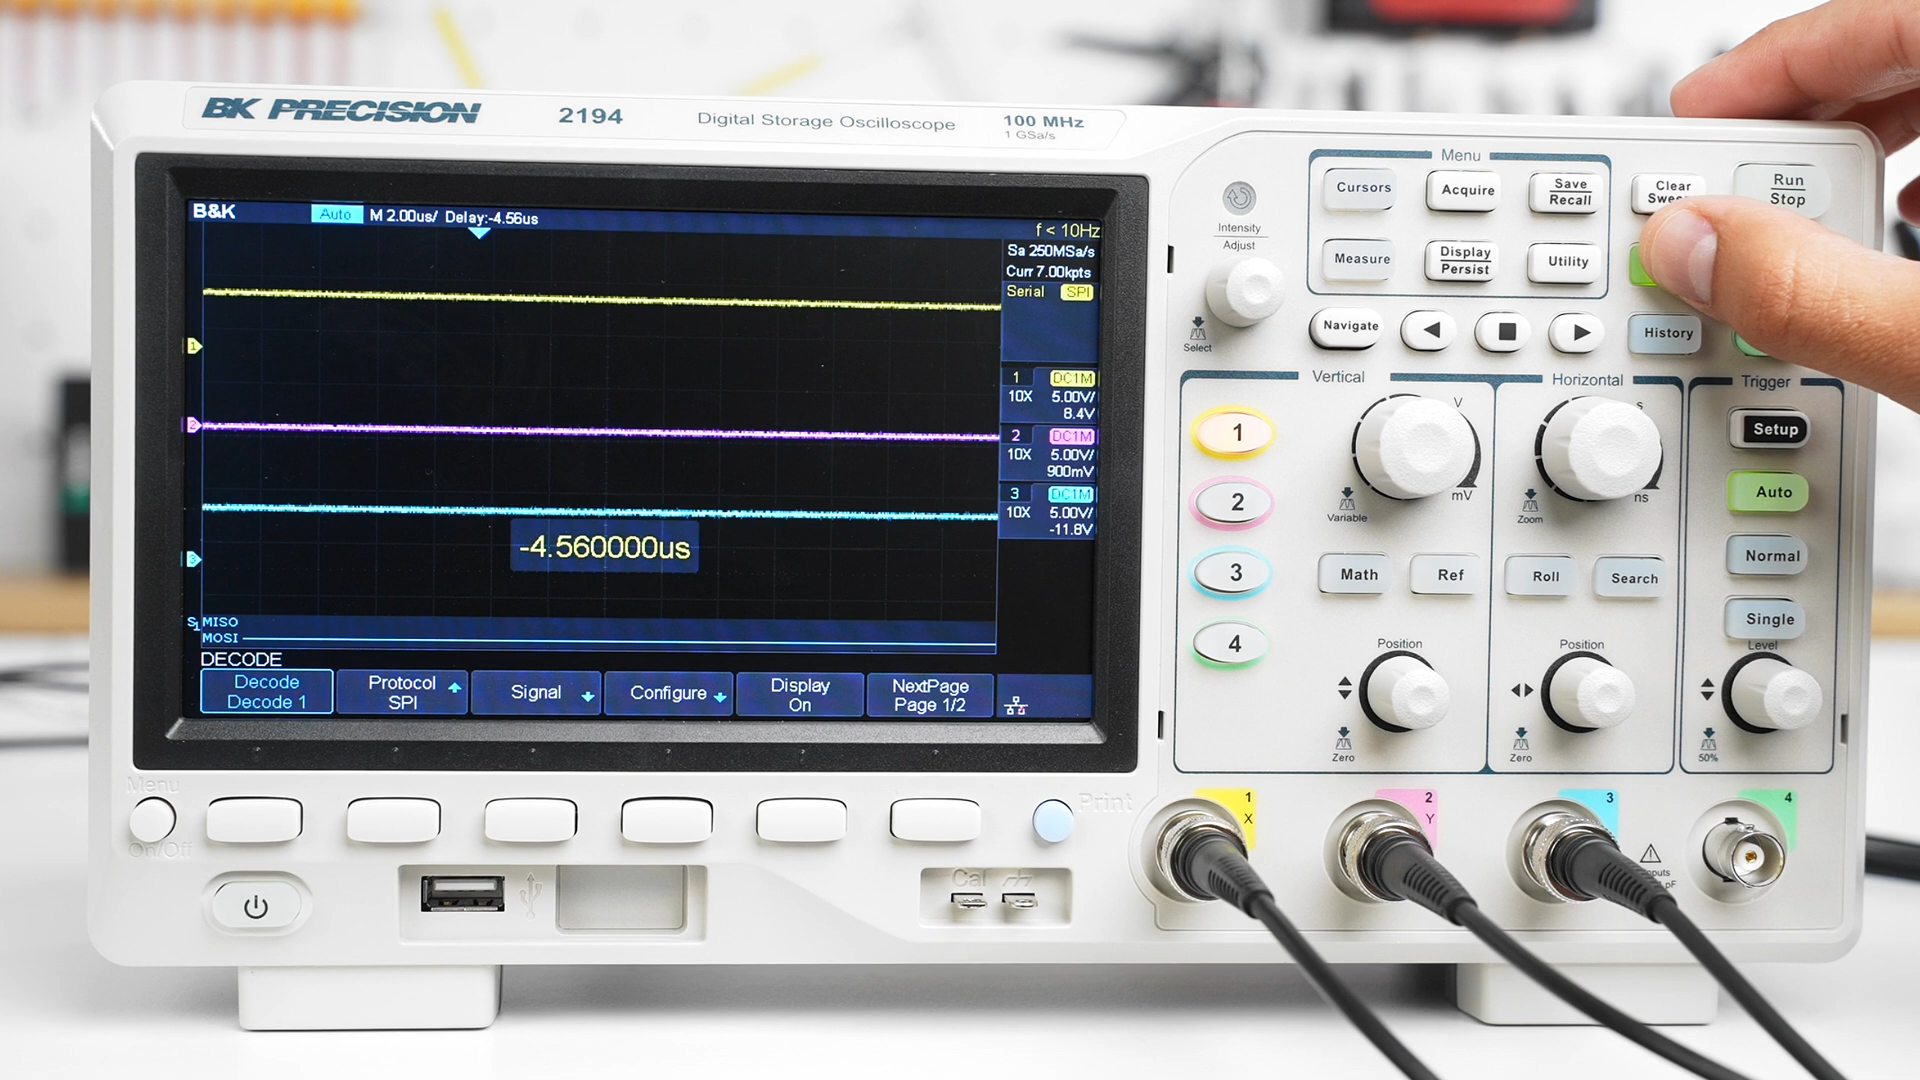 BK PRECISION 2194 Digital Storage Oscilloscope 100 MHz
1 GSa/s
B&K Auto M 2.00us/ Delay:-4.56us
f < 10Hz
Sa 250MSa/s
Curr 7.00kpts
Serial SPI
1 DC1M
10X 5.00V/
8.4V
2 DC1M
10X 5.00V/
900mV
3 DC1M
10X 5.00V/
-11.8V
1
2
3
-4.560000us
S1 MISO
MOSI
DECODE
Decode
Decode 1
Protocol
SPI
Signal
Configure
Display
On
NextPage
Page 1/2
Menu
On/Off
Print
Cal
Intensity
Adjust
Select
Menu
Cursors
Acquire
Save
Recall
Measure
Display
Persist
Utility
Clear
Run
Stop
Navigate
History
Vertical
1
2
3
4
V
mV
Variable
Math
Ref
Position
Zero
Horizontal
s
ns
Zoom
Roll
Search
Position
Zero
Trigger
Setup
Auto
Normal
Single
Level
50%
1
X
2
Y
3
4
pF